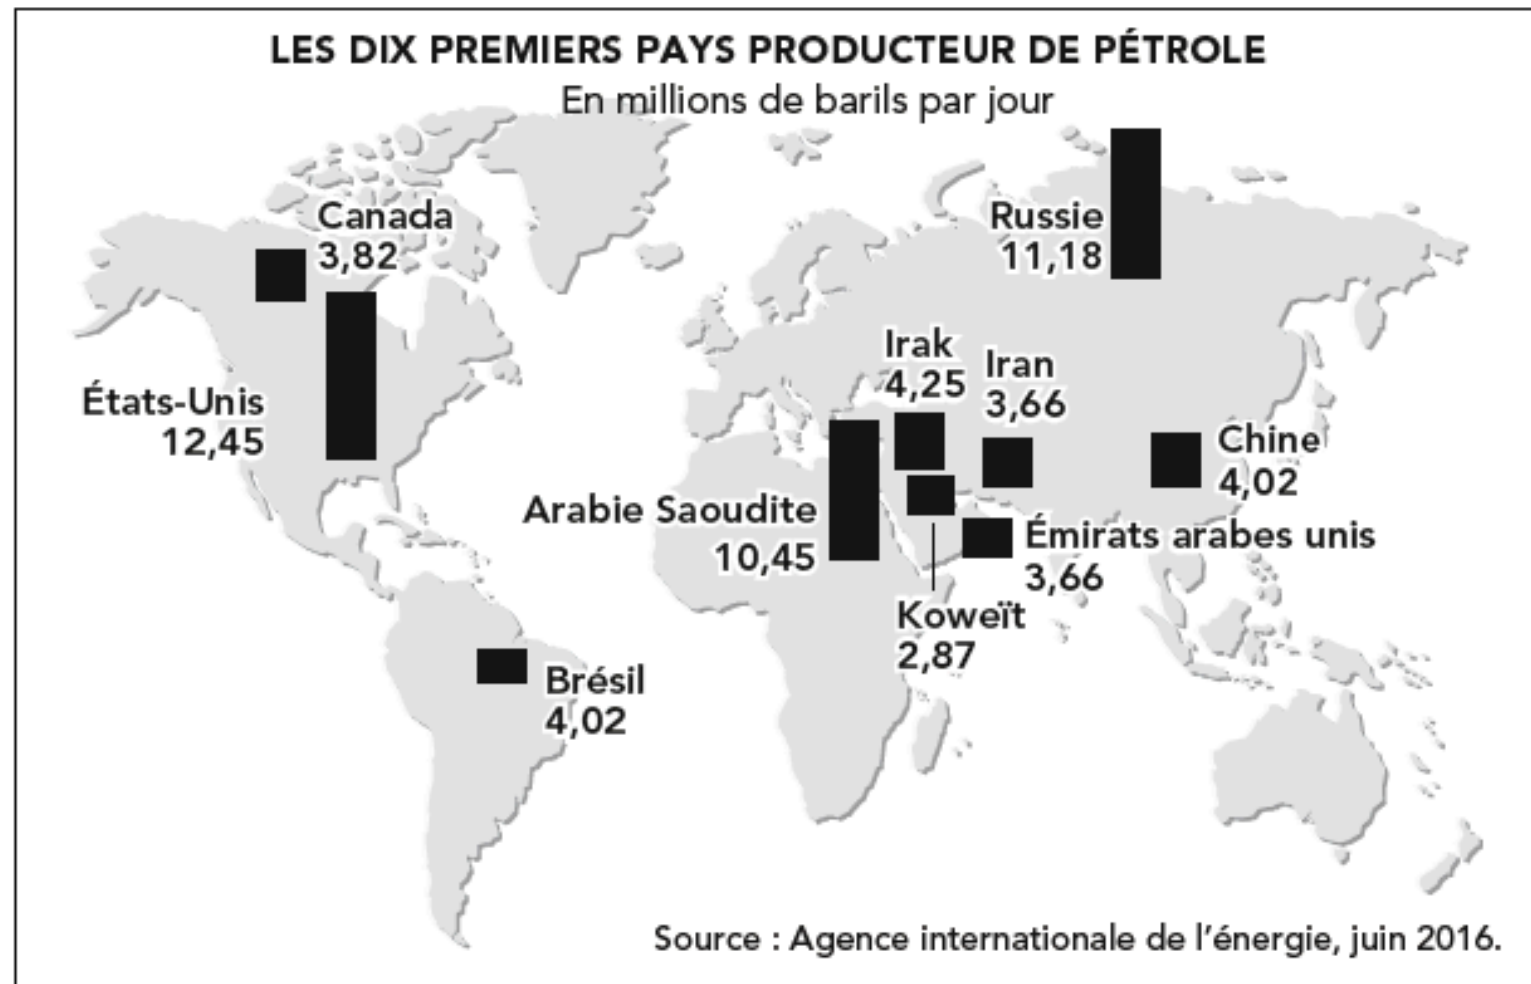 LES DIX PREMIERS PAYS PRODUCTEUR DE PÉTROLE
En millions de barils par jour
Canada
3,82
Russie
11,18
États-Unis
12,45
Irak
4,25
Iran
3,66
Chine
4,02
Arabie Saoudite
10,45
Émirats arabes unis
3,66
Koweït
2,87
Brésil
4,02
Source : Agence internationale de l'énergie, juin 2016.